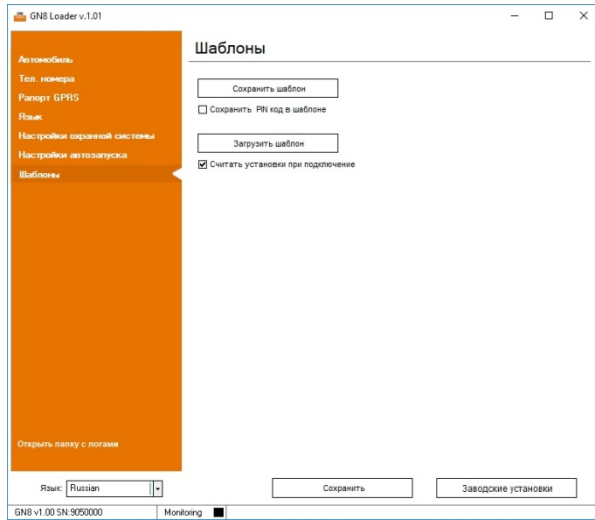 GN8 Loader v.1.01
Автомобиль
Тел. номера
Рапорт GPRS
Язык
Настройки охранной системы
Настройки автозапуска
Шаблоны
Открыть папку с логами
Шаблоны
Сохранить шаблон
Сохранить PIN код в шаблоне
Загрузить шаблон
Считать установки при подключение
Язык: Russian
Сохранить
Заводские установки
GN8 v1.00 SN:9050000
Monitoring